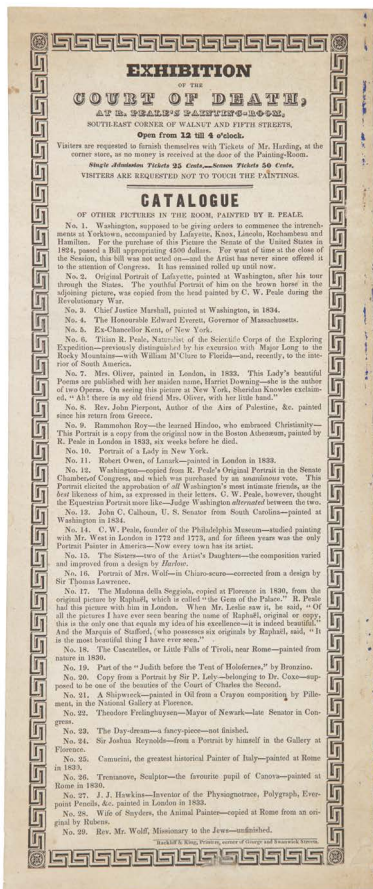 EXHIBITION
OF THE
COURT OF DEATH,
AT R. PEALE'S PAINTING-ROOM,
SOUTH-EAST CORNER OF WALNUT AND FIFTH STREETS,
Open from 12 till 4 o'clock.
Visiters are requested to furnish themselves with Tickets of Mr. Harding, at the
corner store, as no money is received at the door of the Painting-Room.
Single Admission Tickets 25 Cents,—Season Tickets 50 Cents.
VISITERS ARE REQUESTED NOT TO TOUCH THE PAINTINGS.
CATALOGUE
OF OTHER PICTURES IN THE ROOM, PAINTED BY R. PEALE.
No. 1. Washington, supposed to be giving orders to commence the intrench-
ments at Yorktown, accompanied by Lafayette, Knox, Lincoln, Rochambeau and
Hamilton. For the purchase of this Picture the Senate of the United States in
1824, passed a Bill appropriating 4500 dollars. For want of time at the close of
the Session, this bill was not acted on—and the Artist has never since offered it
to the attention of Congress. It has remained rolled up until now.
No. 2. Original Portrait of Lafayette, painted at Washington, after his tour
through the States. The youthful Portrait of him on the brown horse in the
adjoining picture, was copied from the head painted by C. W. Peale during the
Revolutionary War.
No. 3. Chief Justice Marshall, painted at Washington, in 1834.
No. 4. The Honourable Edward Everett, Governor of Massachusetts.
No. 5. Ex-Chancellor Kent, of New York.
No. 6. Titian R. Peale, Naturalist of the Scientific Corps of the Exploring
Expedition—previously distinguished by his excursion with Major Long to the
Rocky Mountains—with William M'Clure to Florida—and, recently, to the inte-
rior of South America.
No. 7. Mrs. Oliver, painted in London, in 1833. This Lady's beautiful
Poems are published with her maiden name, Harriet Downing—she is the author
of two Operas. On seeing this picture at New York, Sheridan Knowles exclaim-
ed, "Ah! there is my old friend Mrs. Oliver, with her little hand."
No. 8. Rev. John Pierpont, Author of the Airs of Palestine, &c. painted
since his return from Greece.
No. 9. Rammohon Roy—the learned Hindoo, who embraced Christianity—
This Portrait is a copy from the original now in the Boston Atheneum, painted by
R. Peale in London in 1833, six weeks before he died.
No. 10. Portrait of a Lady in New York.
No. 11. Robert Owen, of Lanark—painted in London in 1833.
No. 12. Washington—copied from R. Peale's Original Portrait in the Senate
Chamber of Congress, and which was purchased by an unanimous vote. This
Portrait elicited the approbation of all Washington's most intimate friends, as the
best likeness of him, as expressed in their letters. C. W. Peale, however, thought
the Equestrian Portrait more like—Judge Washington alternated between the two.
No. 13. John C. Calhoun, U. S. Senator from South Carolina—painted at
Washington in 1834.
No. 14. C. W. Peale, founder of the Philadelphia Museum—studied painting
with Mr. West in London in 1772 and 1773, and for fifteen years was the only
Portrait Painter in America—Now every town has its artist.
No. 15. The Sisters—two of the Artist's Daughters—the composition varied
and improved from a design by Harlow.
No. 16. Portrait of Mrs. Wolf—in Chiaro-scuro—corrected from a design by
Sir Thomas Lawrence.
No. 17. The Madonna della Seggiola, copied at Florence in 1830, from the
original picture by Raphaël, which is called "the Gem of the Palace." R. Peale
had this picture with him in London. When Mr. Leslie saw it, he said, "Of
all the pictures I have ever seen bearing the name of Raphaël, original or copy,
this is the only one that equals my idea of his excellence—it is indeed beautiful."
And the Marquis of Stafford, (who possesses six originals by Raphaël, said, "It
is the most beautiful thing I have ever seen."
No. 18. The Cascatelles, or Little Falls of Tivoli, near Rome—painted from
nature in 1830.
No. 19. Part of the "Judith before the Tent of Holofernes," by Bronzino.
No. 20. Copy from a Portrait by Sir P. Lely—belonging to Dr. Coxe—sup-
posed to be one of the beauties of the Court of Charles the Second.
No. 21. A Shipwreck—painted in Oil from a Crayon composition by Pille-
ment, in the National Gallery at Florence.
No. 22. Theodore Frelinghuysen—Mayor of Newark—late Senator in Con-
gress.
No. 23. The Day-dream—a fancy-piece—not finished.
No. 24. Sir Joshua Reynolds—from a Portrait by himself in the Gallery at
Florence.
No. 25. Camucini, the greatest historical Painter of Italy—painted at Rome
in 1830.
No. 26. Trentanove, Sculptor—the favourite pupil of Canova—painted at
Rome in 1830.
No. 27. J. J. Hawkins—Inventor of the Physiognotrace, Polygraph, Ever-
point Pencils, &c. painted in London in 1833.
No. 28. Wife of Snyders, the Animal Painter—copied at Rome from an ori-
ginal by Rubens.
No. 29. Rev. Mr. Wolff, Missionary to the Jews—unfinished.
Rackliff & King, Printers, corner of George and Swanwick Streets.